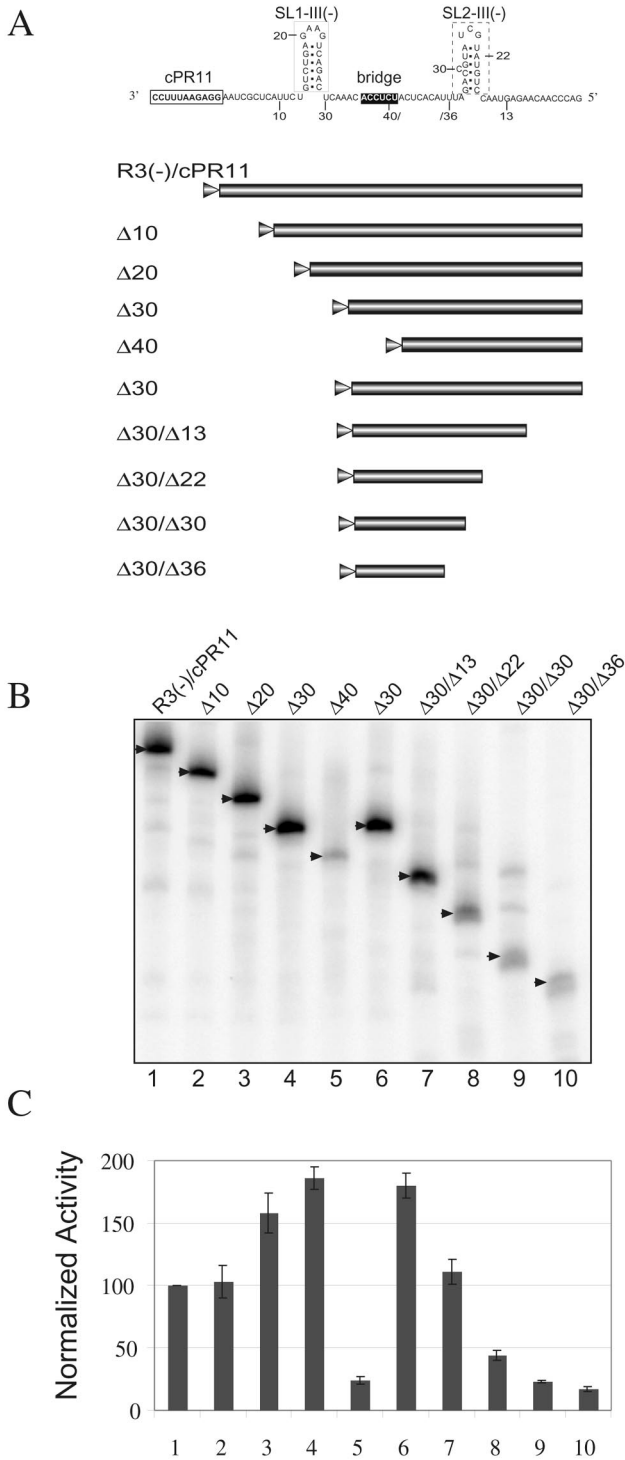 A
SL1-III(-)
SL2-III(-)
20
22
30
cPR11
bridge
3'
CCUUUAAGAGG AAUCGCUCAUUCU
UCAAAC ACCUCU ACUCACAUUUA
CAAUGAGAACAACCCAG 5'
10 30 40/ /36 13
R3(-)/cPR11
Δ10
Δ20
Δ30
Δ40
Δ30
Δ30/Δ13
Δ30/Δ22
Δ30/Δ30
Δ30/Δ36
B
R3(-)/cPR11 Δ10 Δ20 Δ30 Δ40 Δ30 Δ30/Δ13 Δ30/Δ22 Δ30/Δ30 Δ30/Δ36
1 2 3 4 5 6 7 8 9 10
C
Normalized Activity
200
150
100
50
0
1 2 3 4 5 6 7 8 9 10